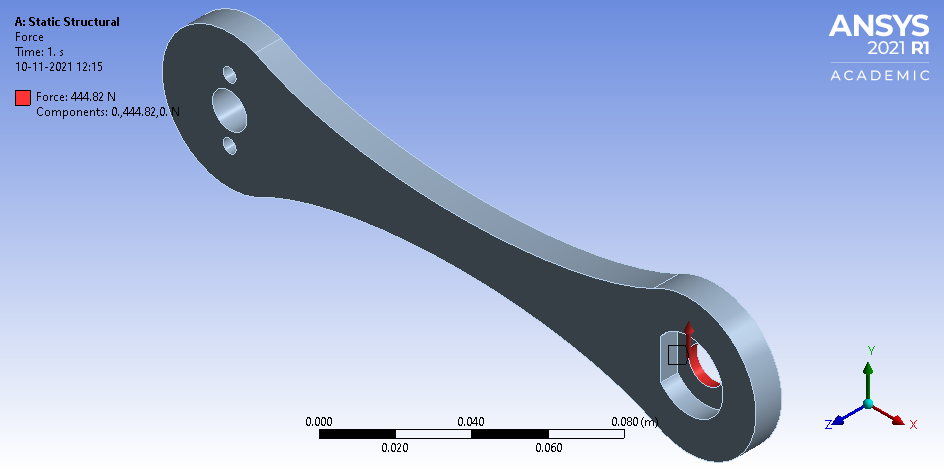 A: Static Structural
Force
Time: 1. s
10-11-2021 12:15
Force: 444.82 N
Components: 0.,444.82,0. N
ANSYS
2021 R1
ACADEMIC
0.000
0.040
0.080 (m)
0.020
0.060
Y
Z
X